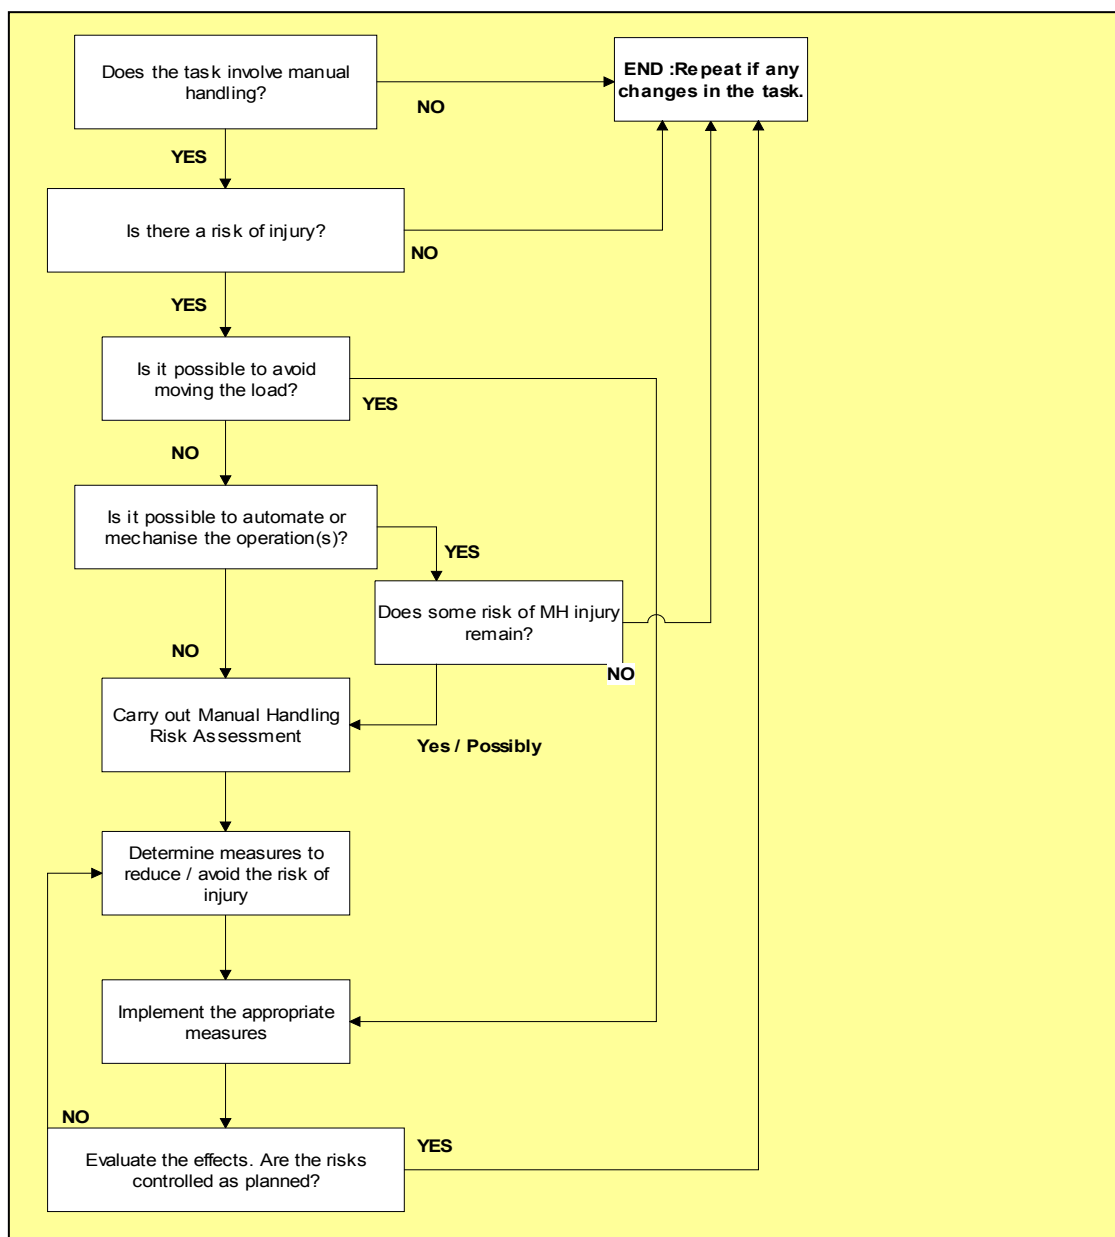 Does the task involve manual
handling?
END :Repeat if any
changes in the task.
NO
YES
Is there a risk of injury?
NO
YES
Is it possible to avoid
moving the load?
YES
NO
Is it possible to automate or
mechanise the operation(s)?
YES
Does some risk of MH injury
remain?
NO
NO
Carry out Manual Handling
Risk Assessment
Yes / Possibly
Determine measures to
reduce / avoid the risk of
injury
Implement the appropriate
measures
NO
YES
Evaluate the effects. Are the risks
controlled as planned?